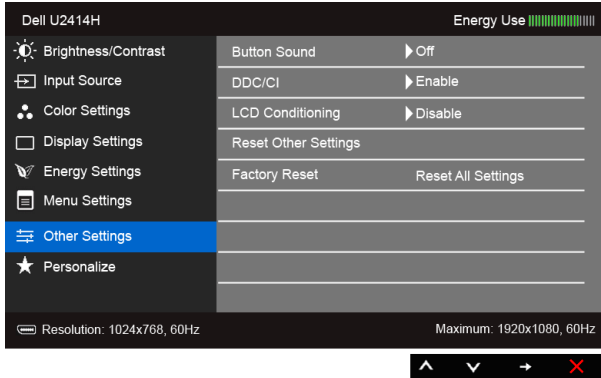 Dell U2414H Energy Use
Brightness/Contrast Button Sound Off
Input Source DDC/CI Enable
Color Settings LCD Conditioning Disable
Display Settings Reset Other Settings
Energy Settings Factory Reset Reset All Settings
Menu Settings
Other Settings
Personalize
Resolution: 1024x768, 60Hz Maximum: 1920x1080, 60Hz